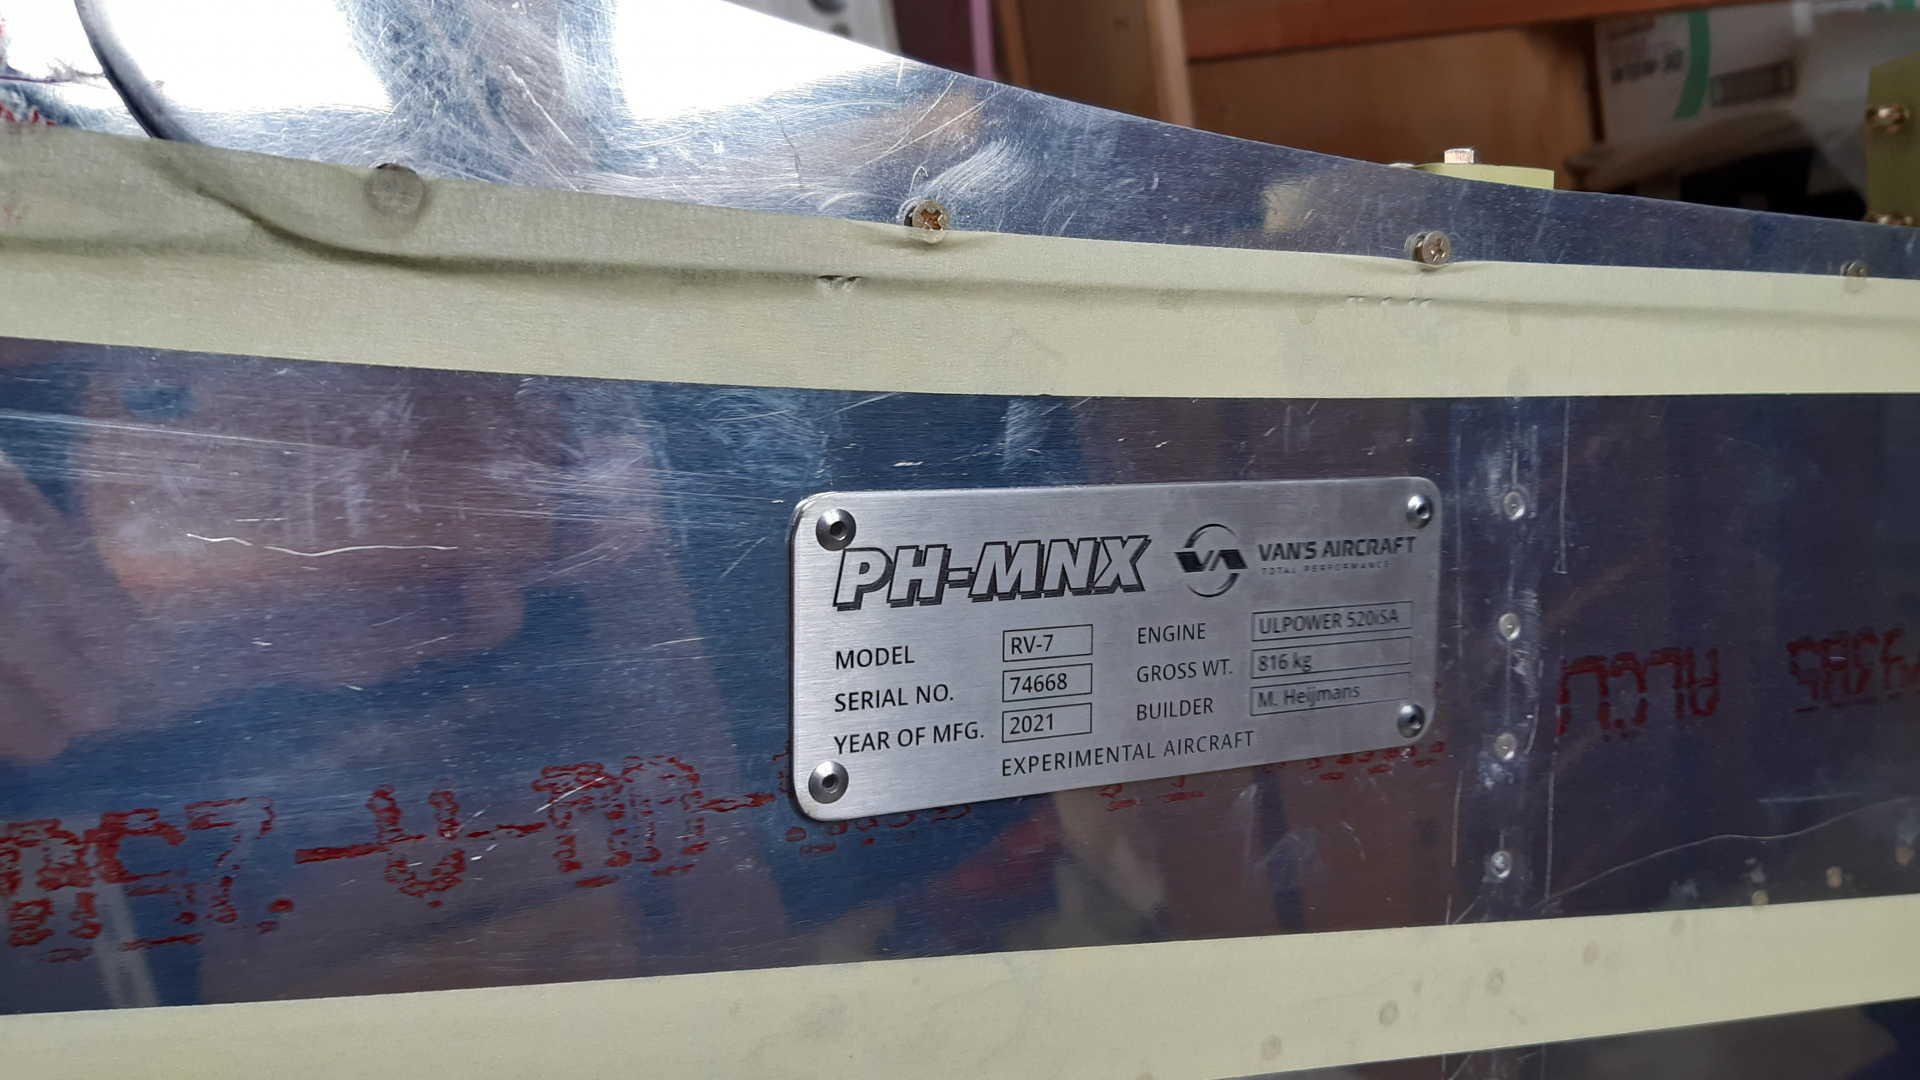 PH-MNX
VAN'S AIRCRAFT
TOTAL PERFORMANCE
MODEL RV-7
SERIAL NO. 74668
YEAR OF MFG. 2021
ENGINE ULPOWER 520iSA
GROSS WT. 816 kg
BUILDER M. Heijmans
EXPERIMENTAL AIRCRAFT